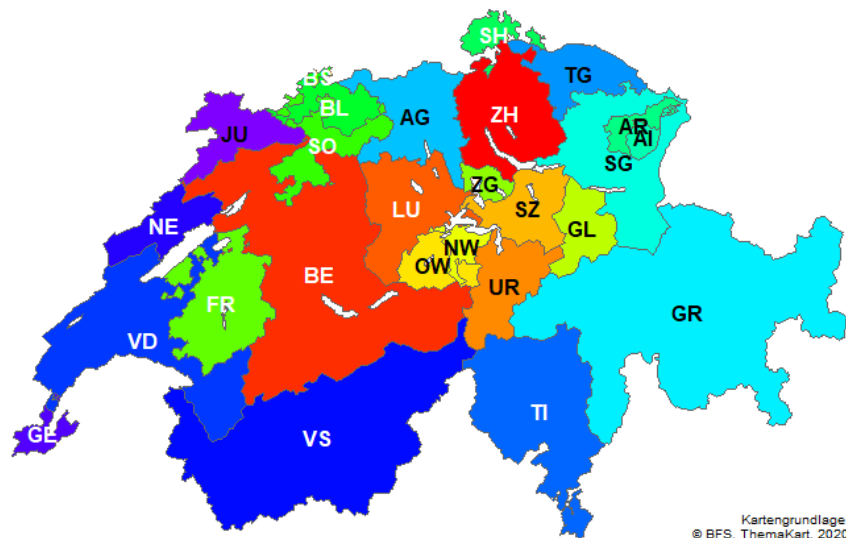 SH
BS
TG
BL
ZH
AG
AR
JU
AI
SO
SG
ZG
LU
SZ
NE
GL
NW
OW
BE
UR
FR
GR
VD
TI
GE
VS
Kartengrundlage
© BFS, ThemaKart, 2020